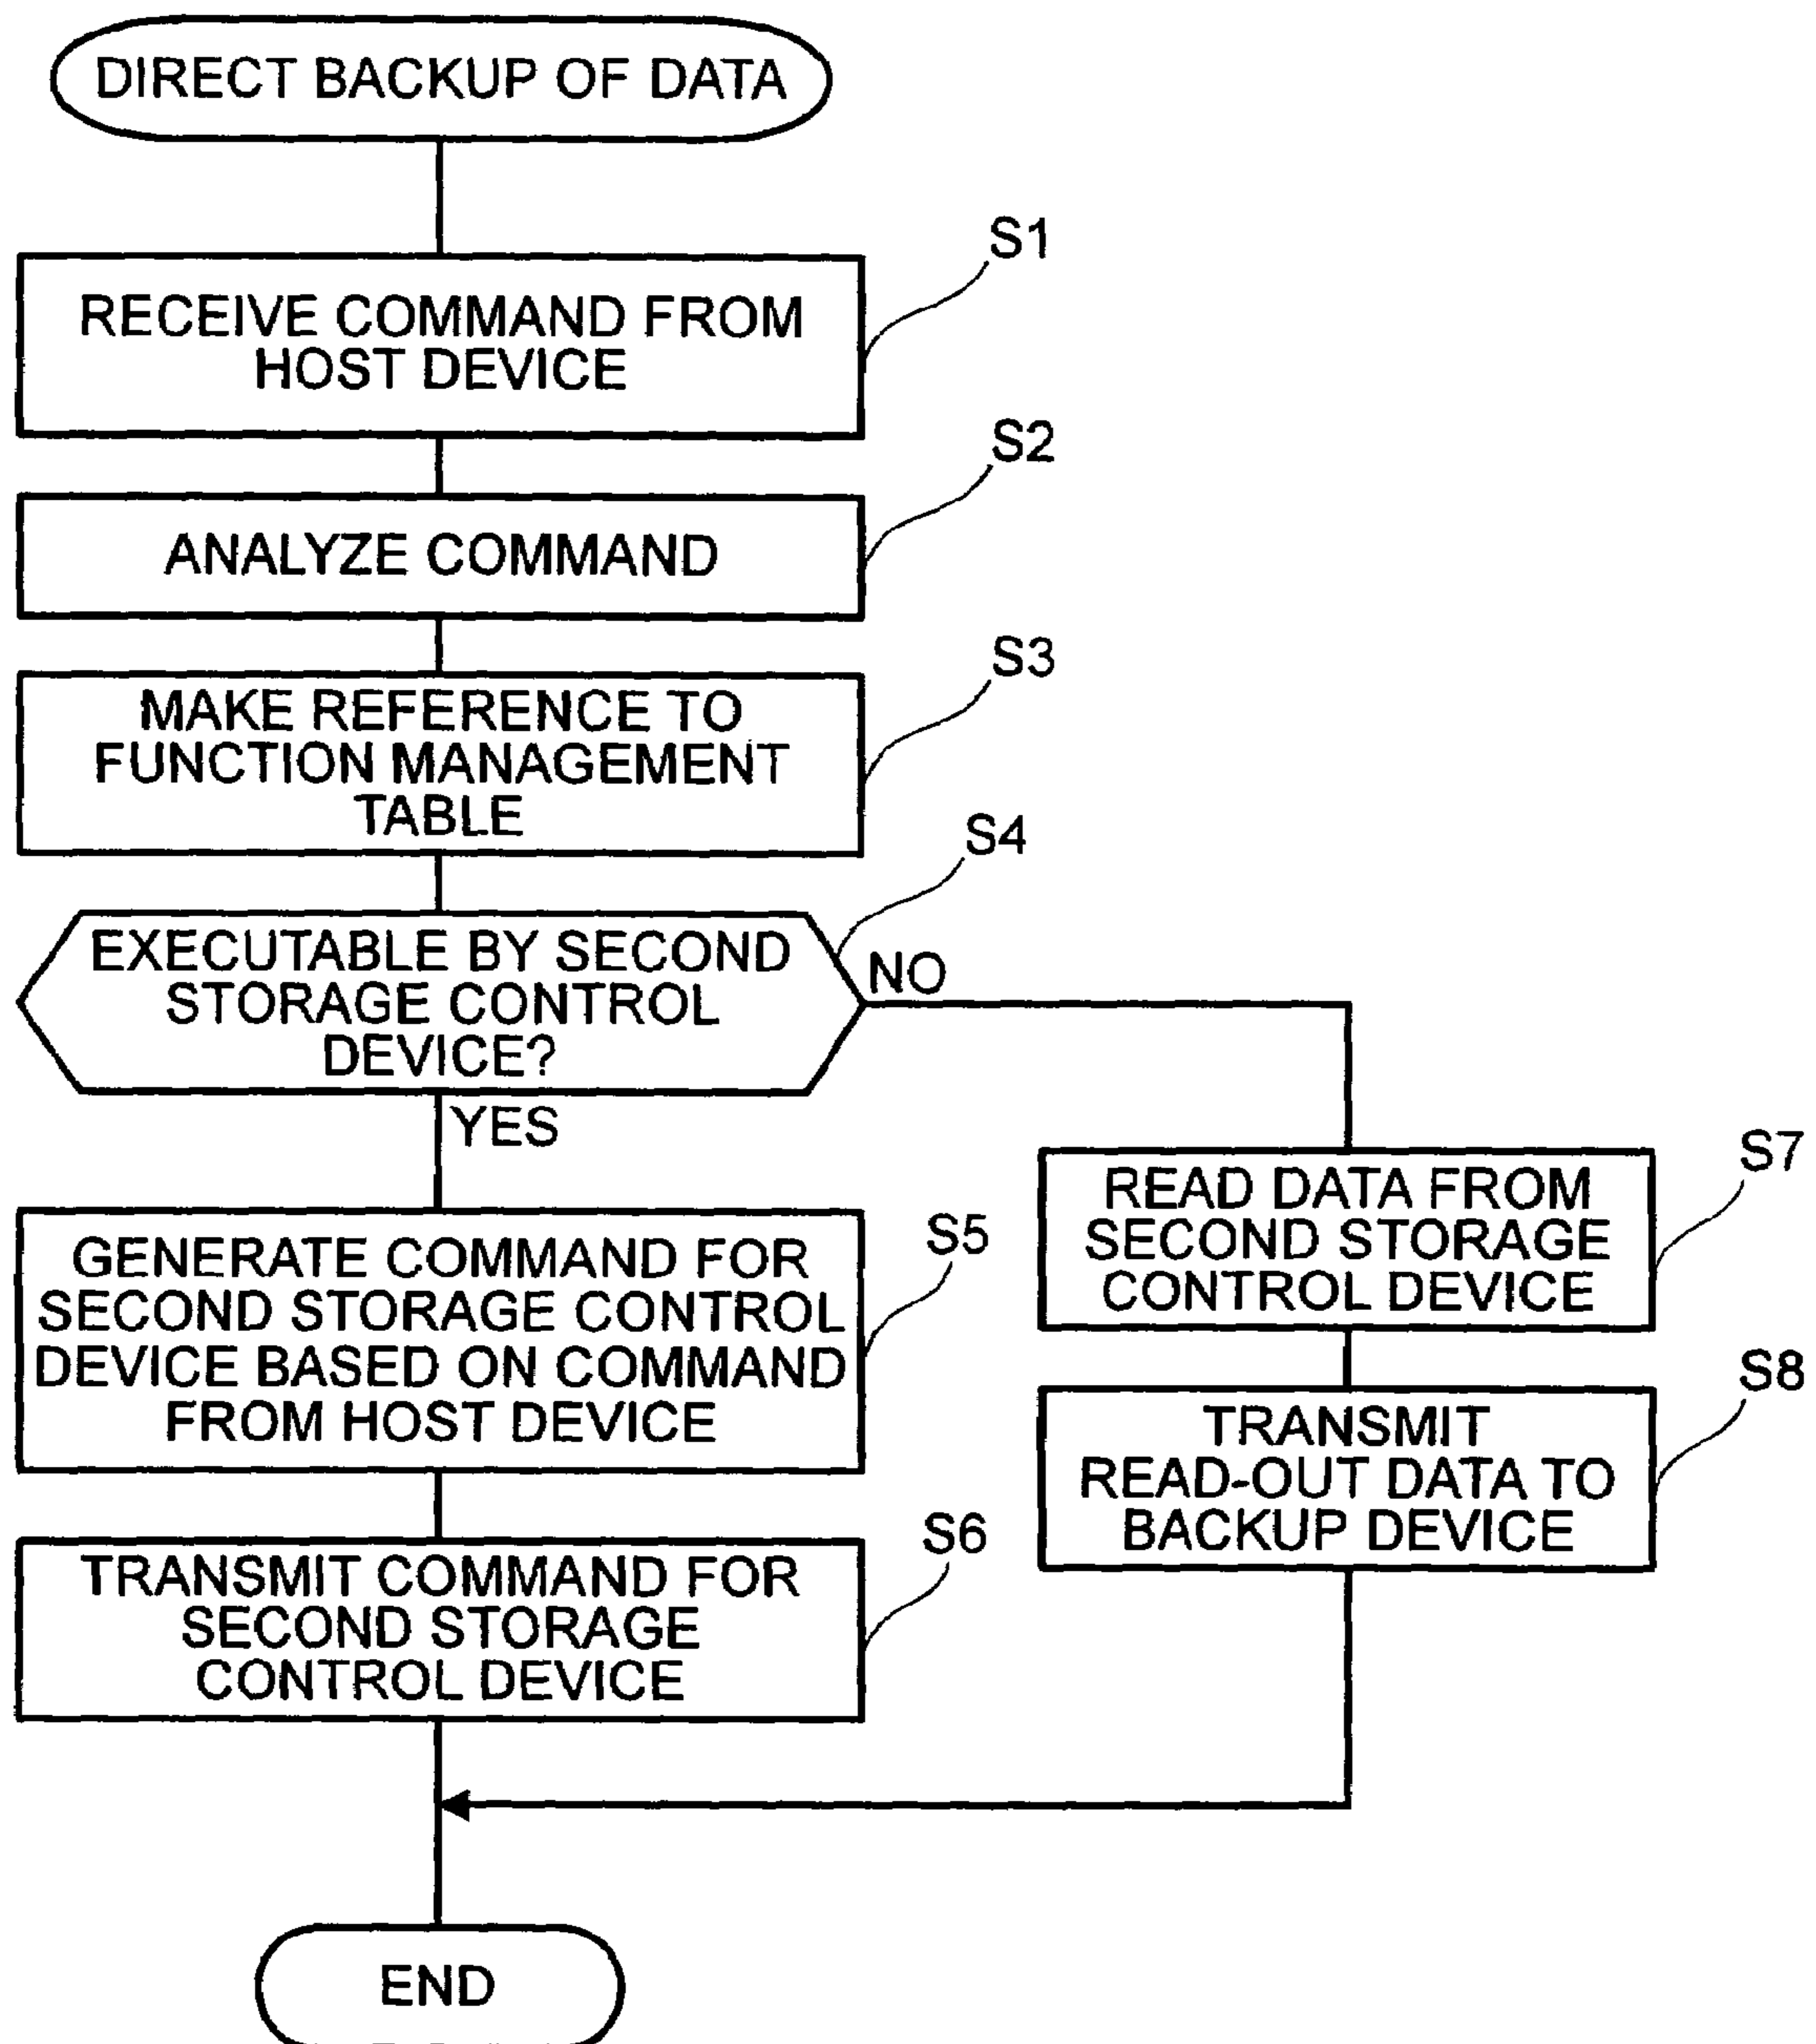 DIRECT BACKUP OF DATA
S1
RECEIVE COMMAND FROM
HOST DEVICE
S2
ANALYZE COMMAND
S3
MAKE REFERENCE TO
FUNCTION MANAGEMENT
TABLE
S4
EXECUTABLE BY SECOND
STORAGE CONTROL
DEVICE?
NO
YES
S5
GENERATE COMMAND FOR
SECOND STORAGE CONTROL
DEVICE BASED ON COMMAND
FROM HOST DEVICE
S6
TRANSMIT COMMAND FOR
SECOND STORAGE
CONTROL DEVICE
S7
READ DATA FROM
SECOND STORAGE
CONTROL DEVICE
S8
TRANSMIT
READ-OUT DATA TO
BACKUP DEVICE
END